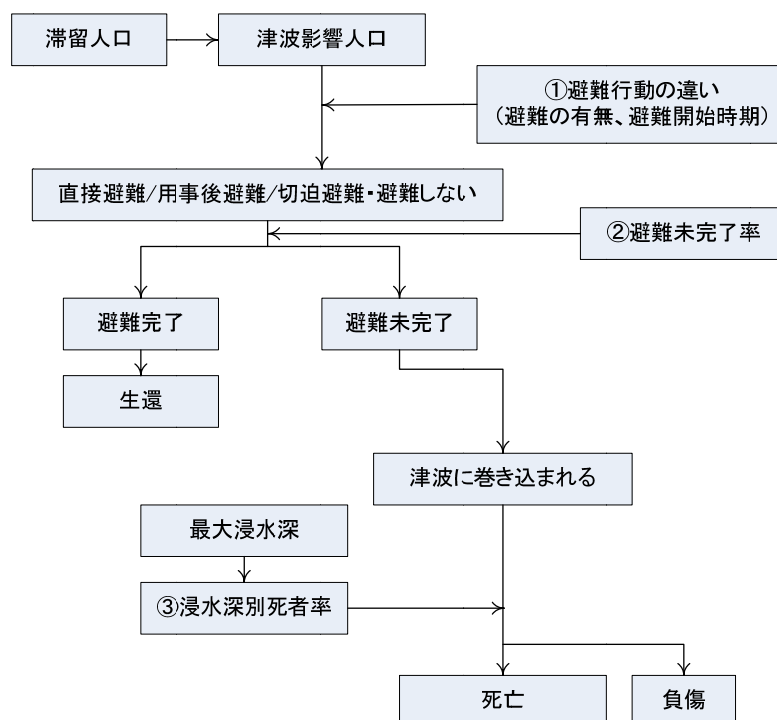 滞留人口
津波影響人口
①避難行動の違い
(避難の有無、避難開始時期)
直接避難/用事後避難/切迫避難・避難しない
②避難未完了率
避難完了
避難未完了
生還
津波に巻き込まれる
最大浸水深
③浸水深別死者率
死亡
負傷